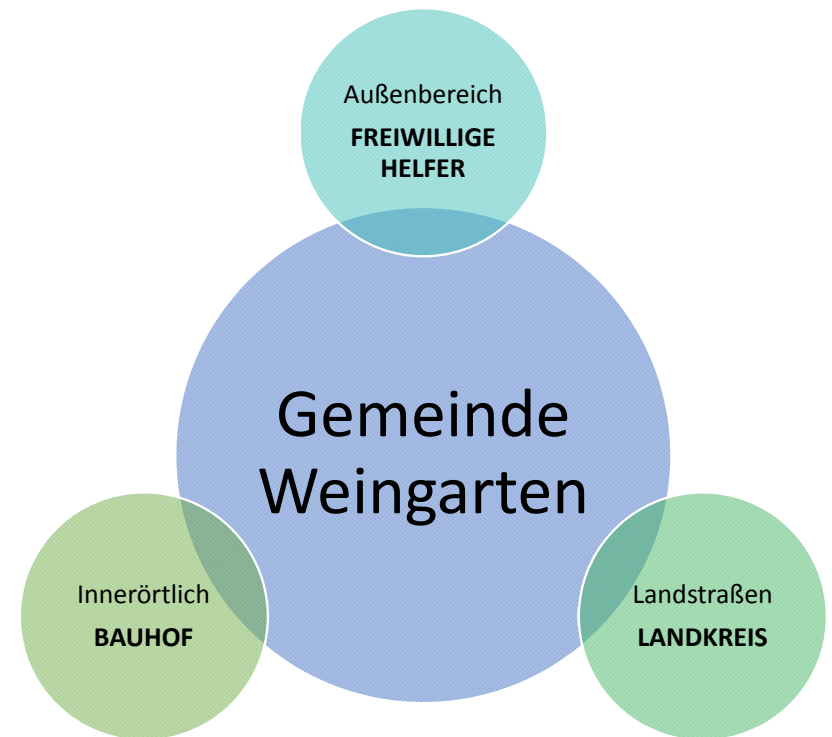 Außenbereich
FREIWILLIGE
HELFER
Gemeinde
Weingarten
Innerörtlich
BAUHOF
Landstraßen
LANDKREIS